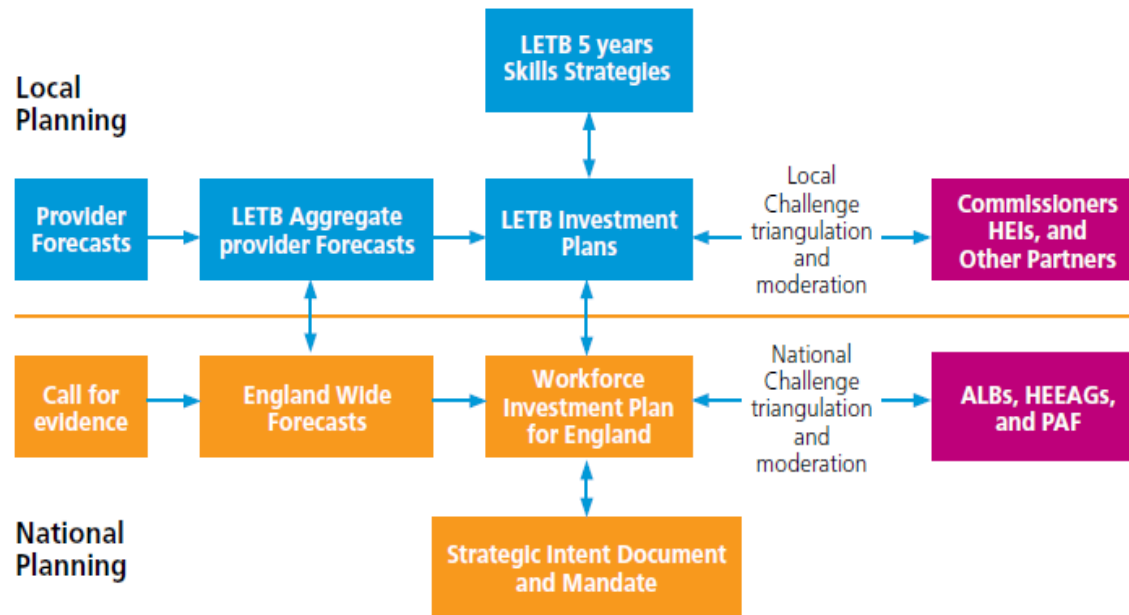 LETB 5 years
Skills Strategies
Local
Planning
Provider
Forecasts
LETB Aggregate
provider Forecasts
LETB Investment
Plans
Local
Challenge
triangulation
and
moderation
Commissioners
HEIs, and
Other Partners
Call for
evidence
England Wide
Forecasts
Workforce
Investment Plan
for England
National
Challenge
triangulation
and
moderation
ALBs, HEEAGs,
and PAF
National
Planning
Strategic Intent Document
and Mandate